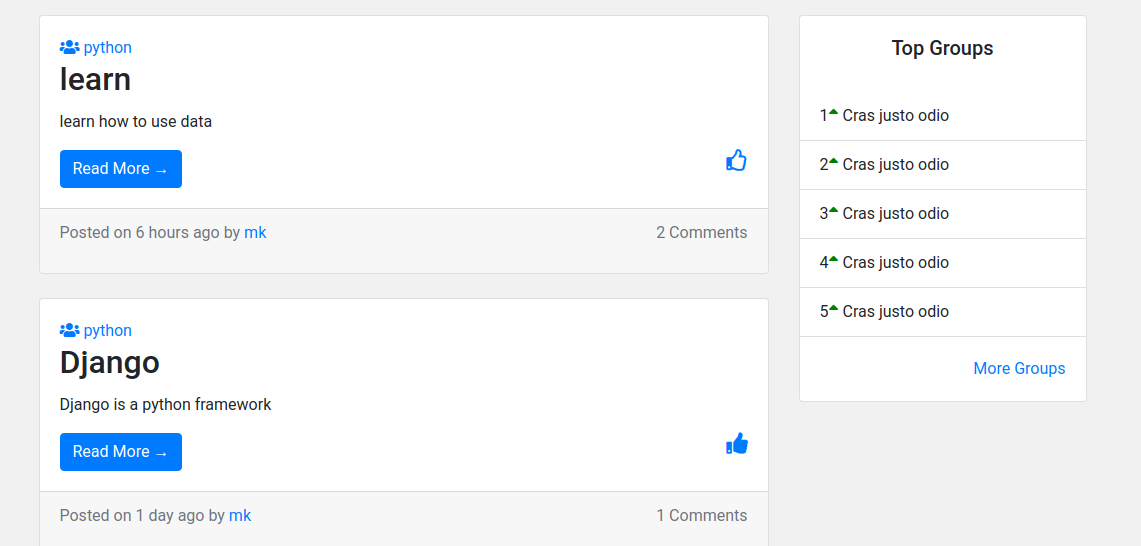 python
learn
learn how to use data
Read More →
Posted on 6 hours ago by mk
2 Comments
python
Django
Django is a python framework
Read More →
Posted on 1 day ago by mk
1 Comments
Top Groups
1 Cras justo odio
2 Cras justo odio
3 Cras justo odio
4 Cras justo odio
5 Cras justo odio
More Groups